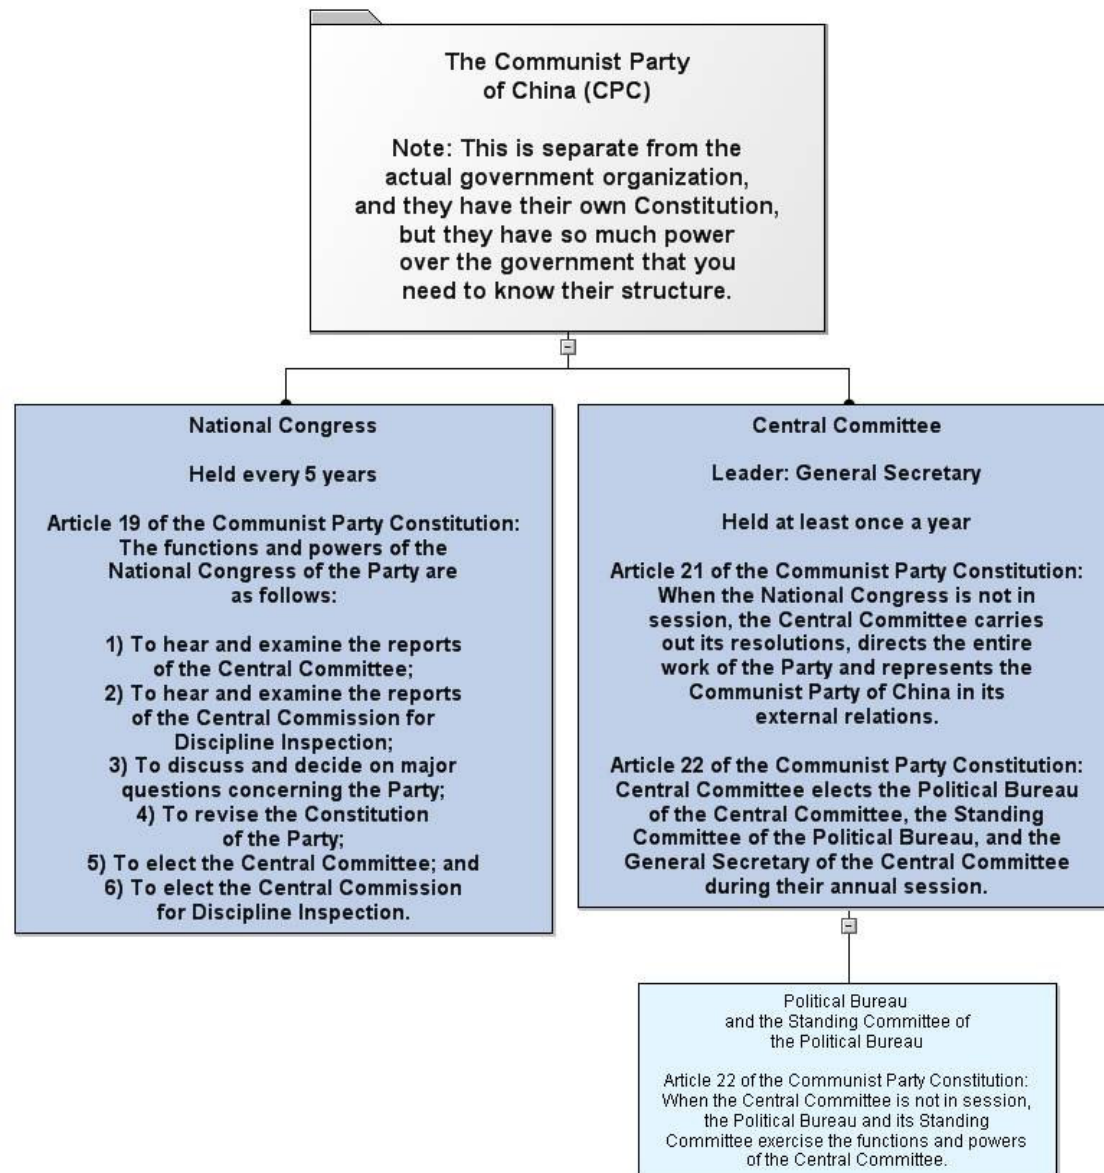 The Communist Party
of China (CPC)
Note: This is separate from the
actual government organization,
and they have their own Constitution,
but they have so much power
over the government that you
need to know their structure.
National Congress
Held every 5 years
Article 19 of the Communist Party Constitution:
The functions and powers of the
National Congress of the Party are
as follows:
1) To hear and examine the reports
of the Central Committee;
2) To hear and examine the reports
of the Central Commission for
Discipline Inspection;
3) To discuss and decide on major
questions concerning the Party;
4) To revise the Constitution
of the Party;
5) To elect the Central Committee; and
6) To elect the Central Commission
for Discipline Inspection.
Central Committee
Leader: General Secretary
Held at least once a year
Article 21 of the Communist Party Constitution:
When the National Congress is not in
session, the Central Committee carries
out its resolutions, directs the entire
work of the Party and represents the
Communist Party of China in its
external relations.
Article 22 of the Communist Party Constitution:
Central Committee elects the Political Bureau
of the Central Committee, the Standing
Committee of the Political Bureau, and the
General Secretary of the Central Committee
during their annual session.
Political Bureau
and the Standing Committee of
the Political Bureau
Article 22 of the Communist Party Constitution:
When the Central Committee is not in session,
the Political Bureau and its Standing
Committee exercise the functions and powers
of the Central Committee.